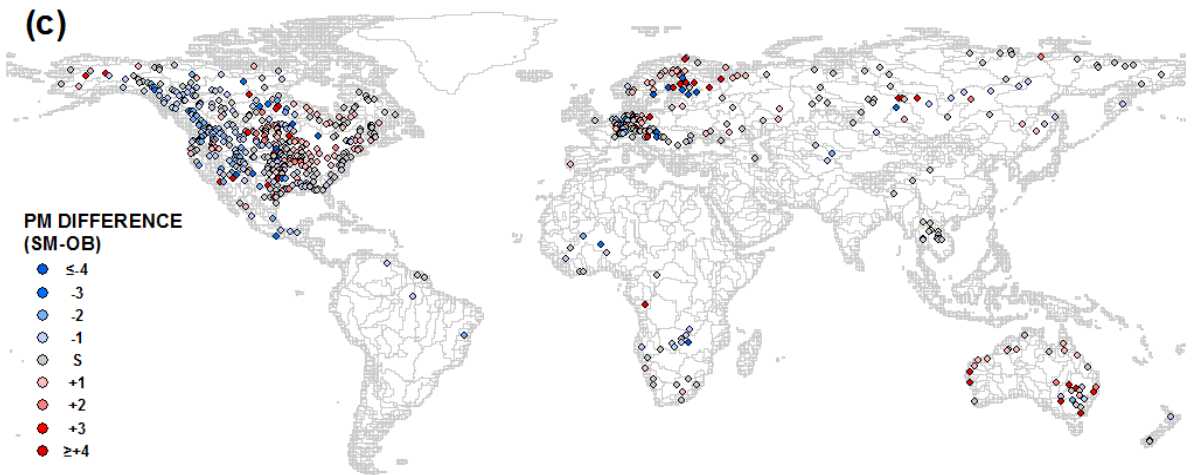 (c)
PM DIFFERENCE
(SM-OB)
≤-4
-3
-2
-1
S
+1
+2
+3
≥+4